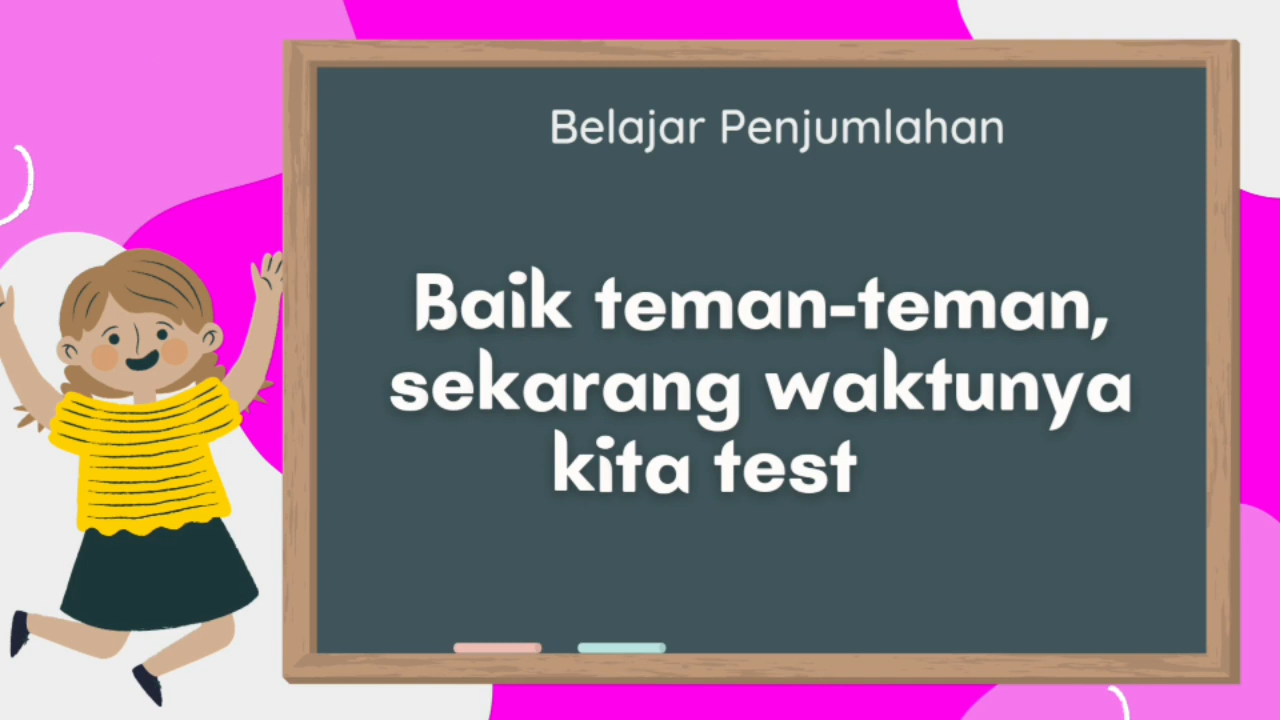 Belajar Penjumlahan
Baik teman-teman,
sekarang waktunya
kita test